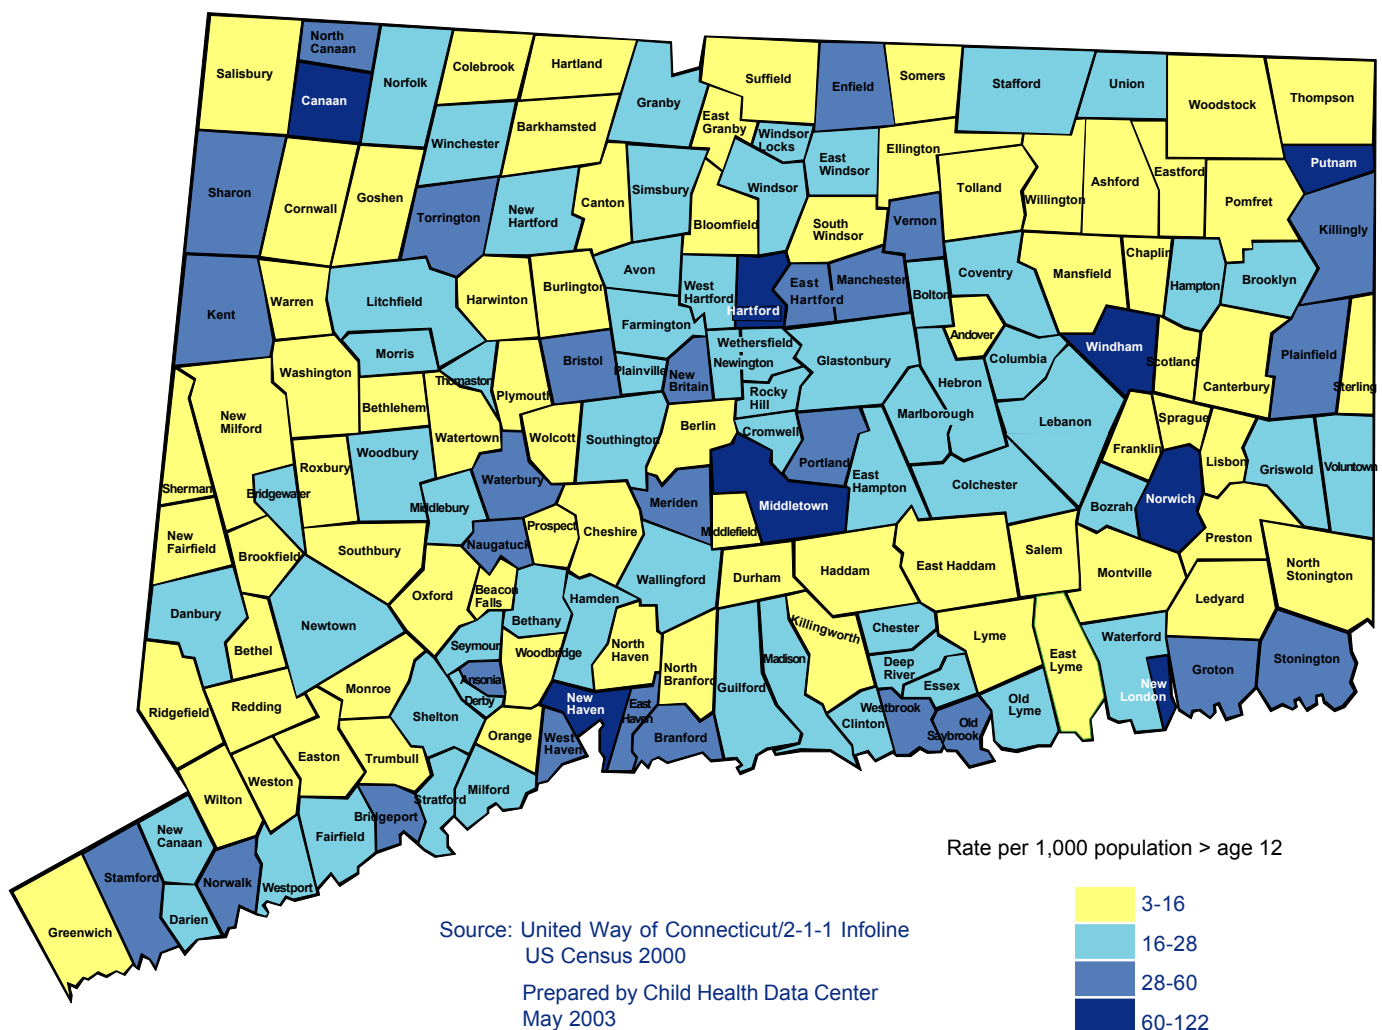 North
Canaan
Salisbury
Canaan
Norfolk
Colebrook
Hartland
Granby
Suffield
East
Granby
Windsor
Locks
Enfield
Somers
Stafford
Union
Woodstock
Thompson
Putnam
Winchester
Barkhamsted
East
Windsor
Ellington
Tolland
Willington
Ashford
Eastford
Pomfret
Killingly
Sharon
Cornwall
Goshen
Torrington
New
Hartford
Canton
Simsbury
Bloomfield
Windsor
South
Windsor
Vernon
Mansfield
Chaplin
Hampton
Brooklyn
Kent
Warren
Litchfield
Harwinton
Burlington
Avon
West
Hartford
Hartford
East
Hartford
Manchester
Bolton
Coventry
Andover
Columbia
Windham
Scotland
Canterbury
Plainfield
Sterling
Washington
Morris
Thomaston
Plymouth
Bristol
Farmington
Plainville
New
Britain
Wethersfield
Newington
Rocky
Hill
Glastonbury
Hebron
Marlborough
Lebanon
Franklin
Sprague
Lisbon
Griswold
Voluntown
New
Milford
Bethlehem
Watertown
Wolcott
Southington
Berlin
Cromwell
Portland
East
Hampton
Colchester
Bozrah
Norwich
Sherman
Bridgewater
Roxbury
Woodbury
Middlebury
Waterbury
Meriden
Middletown
Middlefield
Preston
New
Fairfield
Brookfield
Southbury
Naugatuck
Prospect
Cheshire
Wallingford
Durham
Haddam
East Haddam
Salem
Montville
Ledyard
North
Stonington
Danbury
Bethel
Newtown
Oxford
Beacon
Falls
Bethany
Hamden
Seymour
Woodbridge
North
Haven
North
Branford
Guilford
Madison
Killingworth
Chester
Deep
River
Essex
Lyme
East
Lyme
Waterford
New
London
Groton
Stonington
Ridgefield
Redding
Monroe
Ansonia
Derby
Shelton
Orange
New
Haven
West
Haven
East
Haven
Branford
Clinton
Westbrook
Old
Saybrook
Old
Lyme
Wilton
Weston
Easton
Trumbull
Bridgeport
Stratford
Milford
New
Canaan
Fairfield
Westport
Norwalk
Stamford
Darien
Greenwich
Rate per 1,000 population > age 12
3-16
16-28
28-60
60-122
Source: United Way of Connecticut/2-1-1 Infoline
US Census 2000
Prepared by Child Health Data Center
May 2003